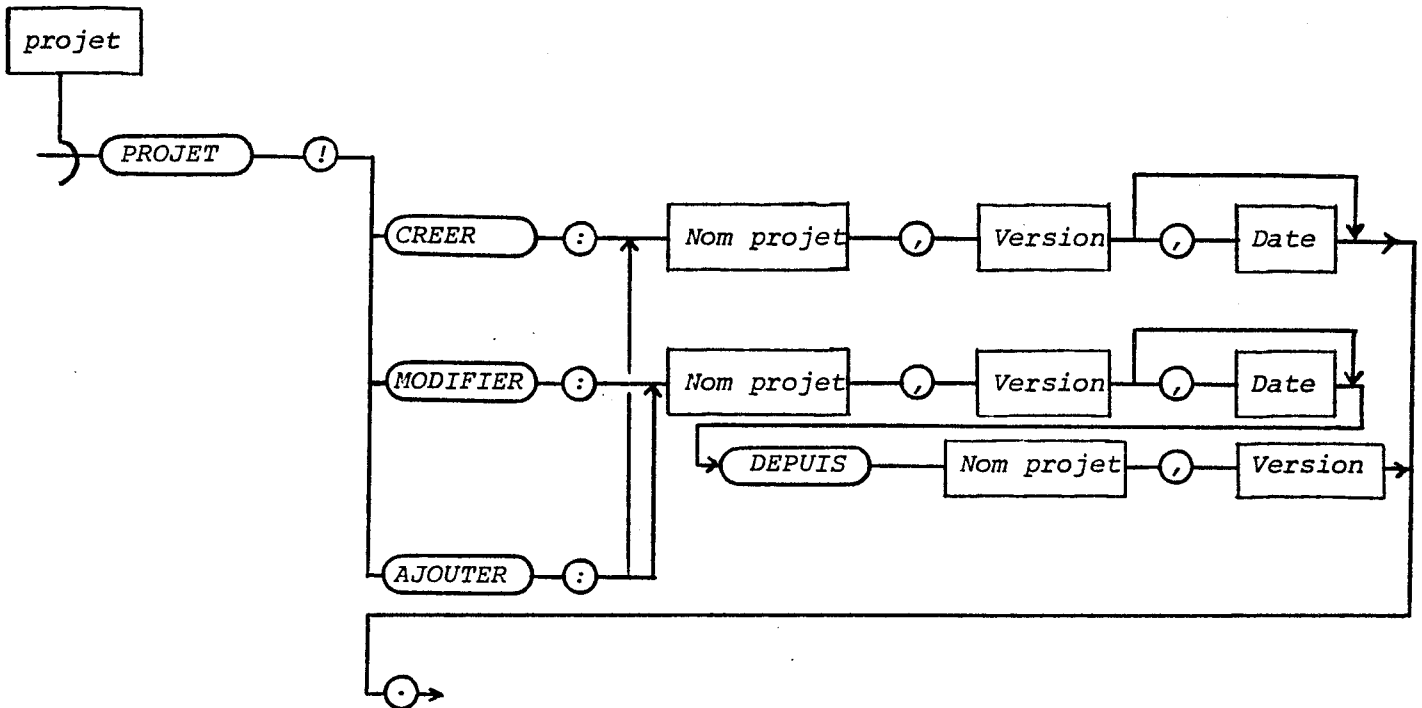 projet
PROJET !
CREER : Nom projet , Version , Date
MODIFIER : Nom projet , Version , Date
DEPUIS Nom projet , Version
AJOUTER :
.